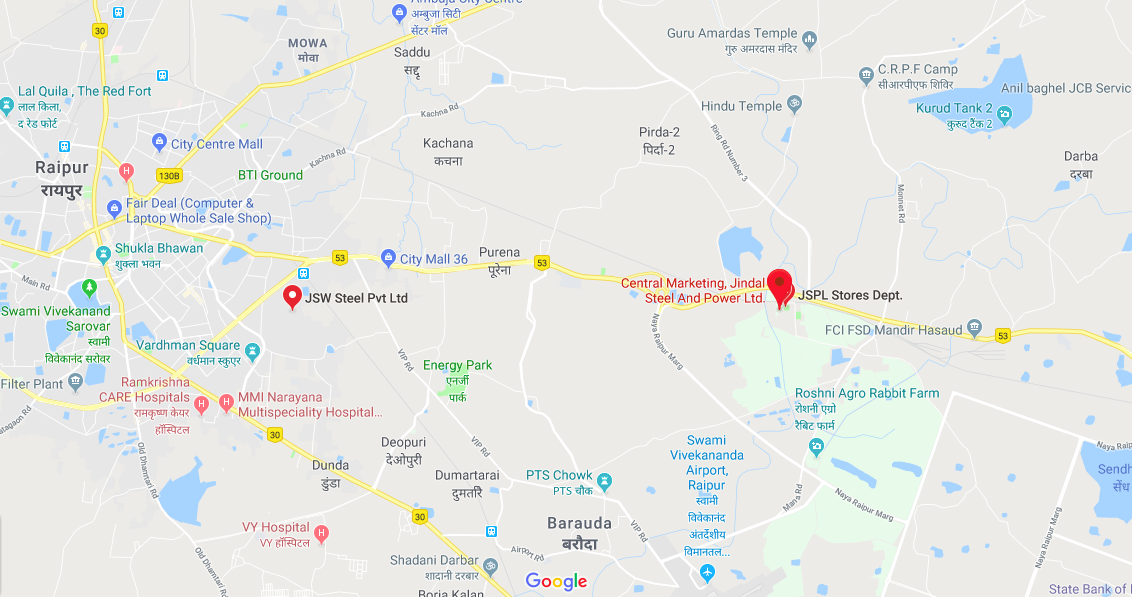 Ambuja City Centre
अम्बुजा सिटी
सेंटर मॉल
30
MOWA
मोवा
Saddu
सद्दू
Guru Amardas Temple
गुरु अमरदास मंदिर
C.R.P.F Camp
सीआरपीएफ शिविर
Anil baghel JCB Servic
Lal Quila , The Red Fort
लाल किला,
द रेड फोर्ट
Kachna Rd
Hindu Temple
Kurud Tank 2
कुरुद टैंक 2
City Centre Mall
Kachana
कचना
Pirda-2
पिर्दा-2
Ring Rd Number 3
Darba
दरबा
Raipur
रायपुर
H
130B
Kachna Rd
BTI Ground
Monnet Rd
Fair Deal (Computer &
Laptop Whole Sale Shop)
Shukla Bhawan
शुक्ला भवन
53
City Mall 36
Purena
पूरेना
53
Main Rd
Central Marketing, Jindal
Steel And Power Ltd.
JSPL Stores Dept.
JSW Steel Pvt Ltd
Swami Vivekanand
Sarovar
स्वामी
विवेकानंद सरोवर
FCI FSD Mandir Hasaud
53
Naya Raipur Marg
Vardhman Square
वर्धमान स्कुएर
VIP Rd
Energy Park
एनर्जी
पार्क
Filter Plant
Ramkrishna
CARE Hospitals
रामकृष्ण केयर
हॉस्पिटल
H
H
MMI Narayana
Multispeciality Hospital...
Roshni Agro Rabbit Farm
रोशनी एग्रो
रैबिट फार्म
30
Old Dhamtari Rd
Deopuri
देओपुरी
VIP Rd
Swami
Vivekananda
Airport,
Raipur
स्वामी
विवेकानंद
अंतर्देशीय
विमानतल...
Naya Raip
Dunda
डुंडा
Dumartarai
दुमर्तारै
PTS Chowk
PTS चौक
Sendh
सेंध
Mana Rd
Naya Raipur Marg
30
VY Hospital
VY हॉस्पिटल
H
Barauda
बरौदा
VIP Rd
Naya Raipur Marg
Old Dhamtari Rd
Airport Rd
Shadani Darbar
शादानी दरबार
Google
Boria Kalan
State Bank of I